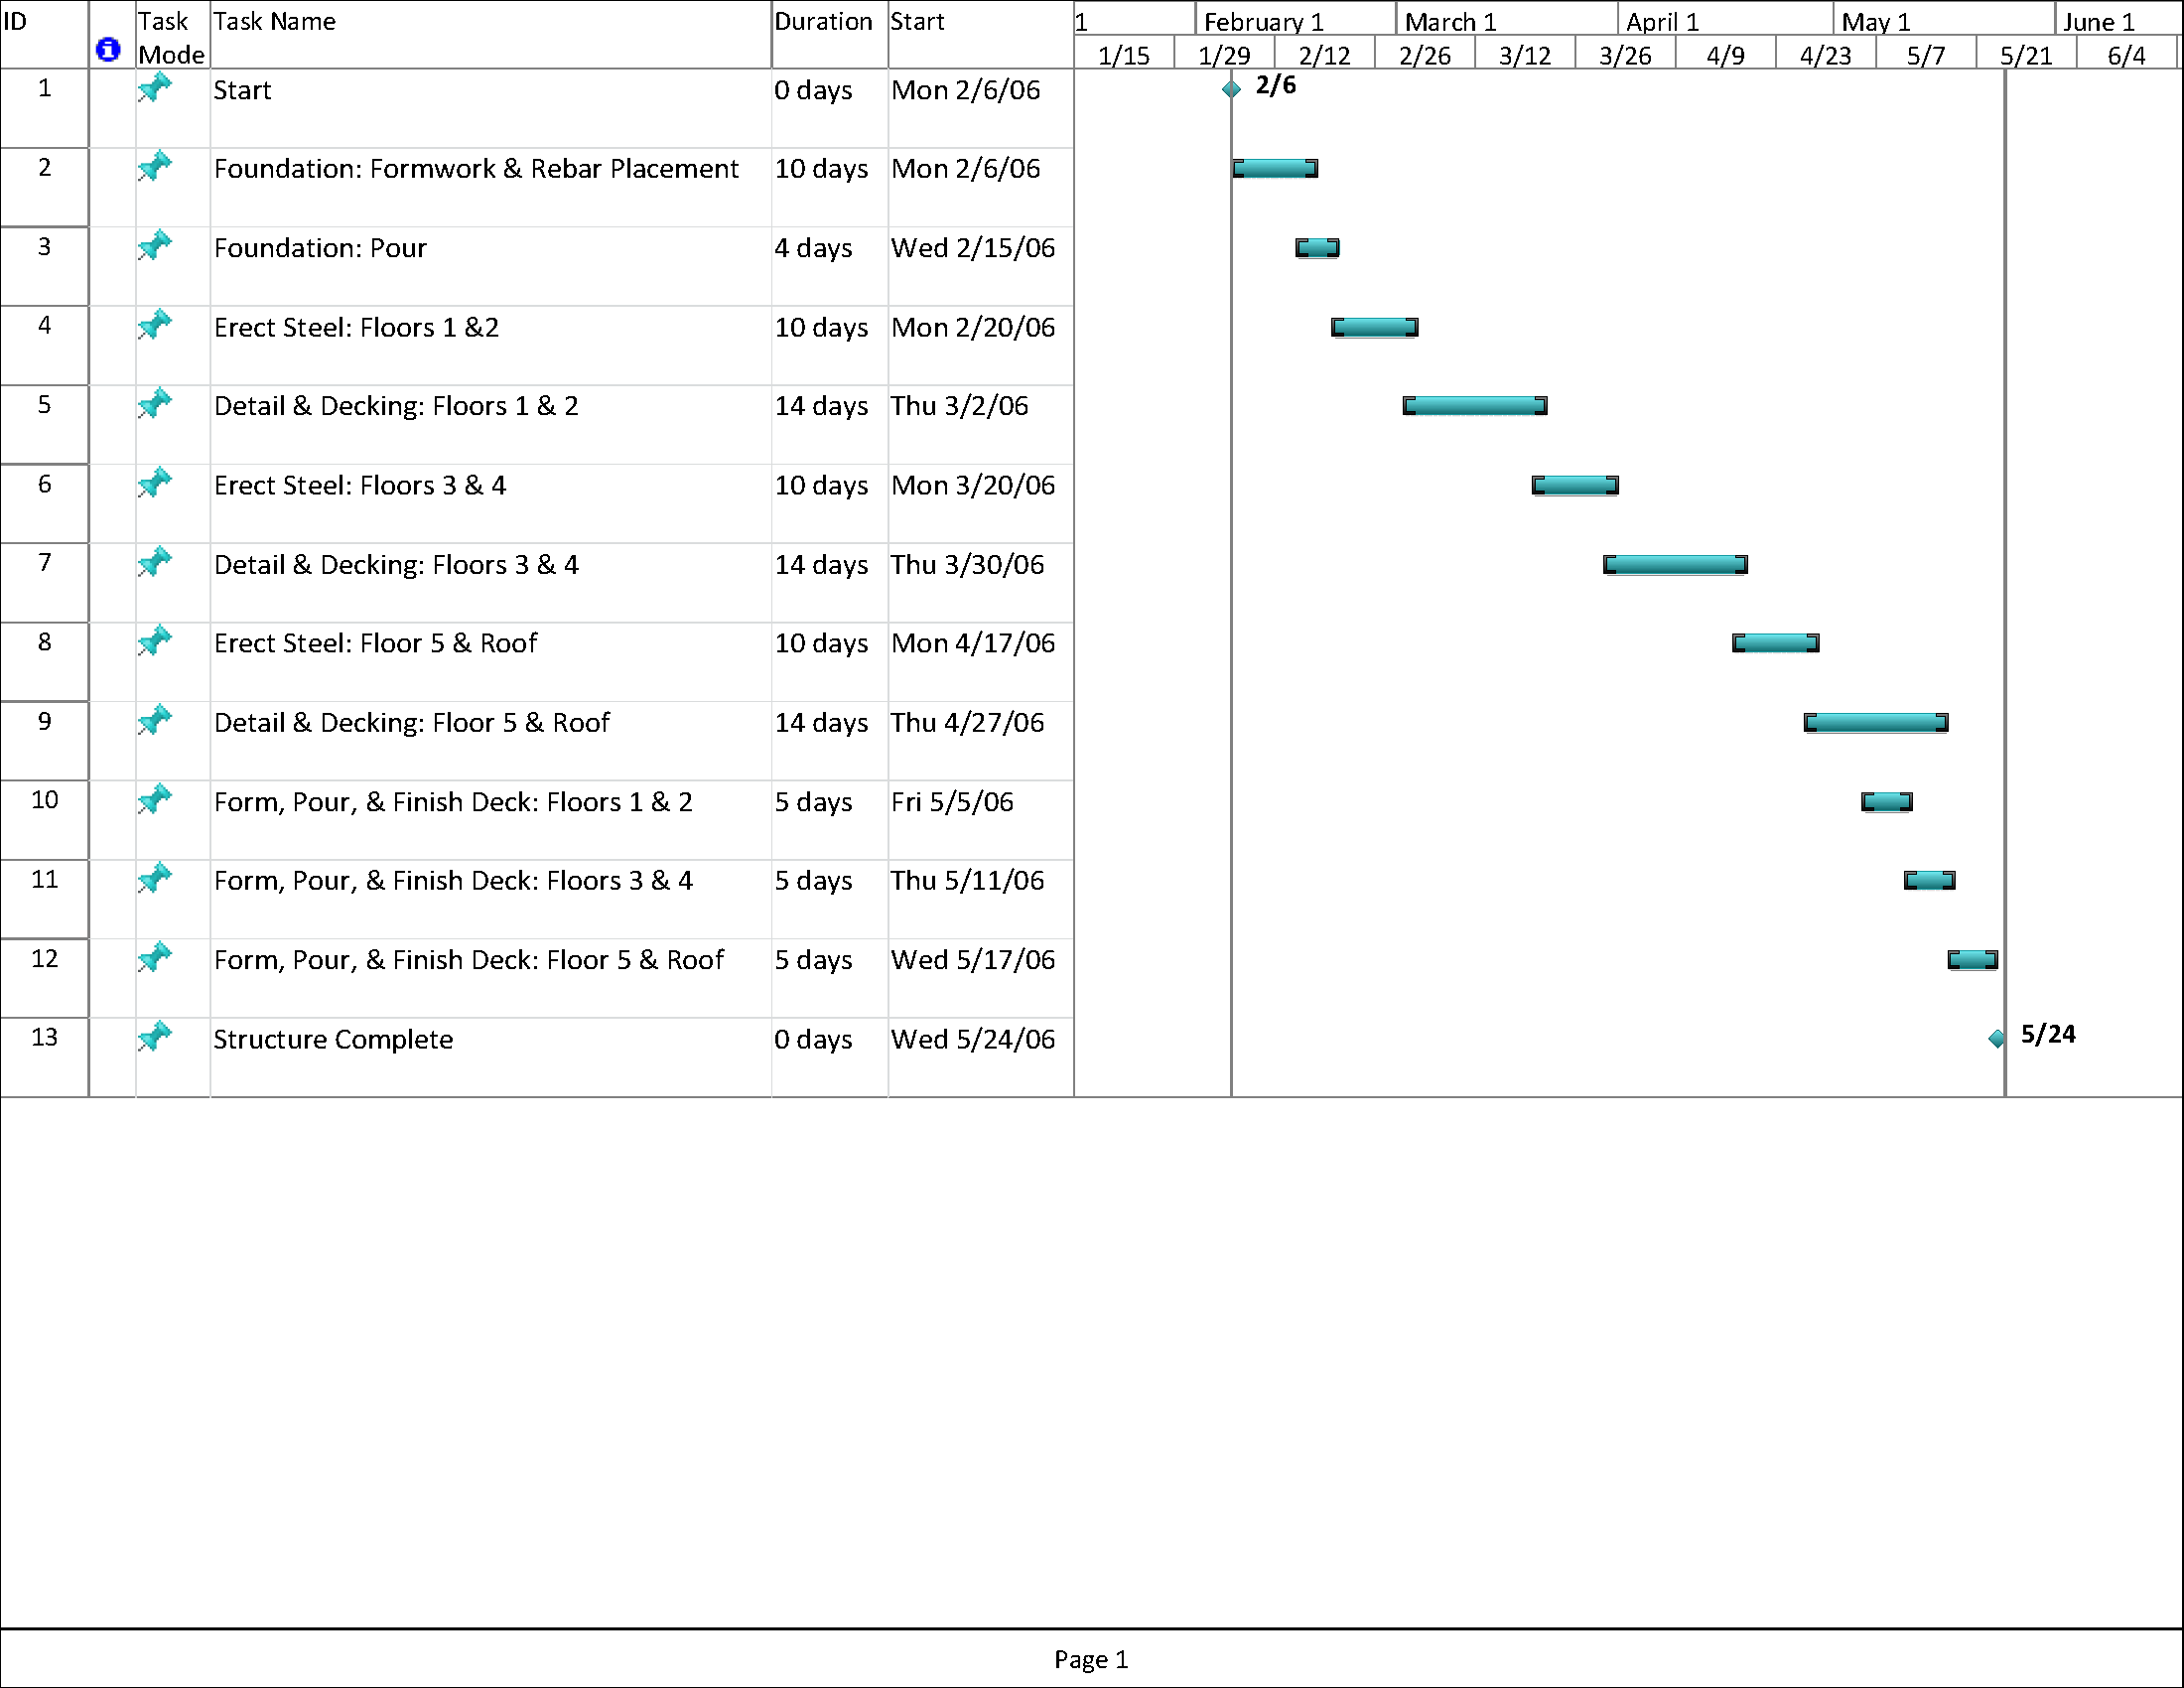 ID Task Mode Task Name Duration Start 1 February 1 March 1 April 1 May 1 June 1
1/15 1/29 2/12 2/26 3/12 3/26 4/9 4/23 5/7 5/21 6/4
1 Start 0 days Mon 2/6/06 2/6
2 Foundation: Formwork & Rebar Placement 10 days Mon 2/6/06
3 Foundation: Pour 4 days Wed 2/15/06
4 Erect Steel: Floors 1 &2 10 days Mon 2/20/06
5 Detail & Decking: Floors 1 & 2 14 days Thu 3/2/06
6 Erect Steel: Floors 3 & 4 10 days Mon 3/20/06
7 Detail & Decking: Floors 3 & 4 14 days Thu 3/30/06
8 Erect Steel: Floor 5 & Roof 10 days Mon 4/17/06
9 Detail & Decking: Floor 5 & Roof 14 days Thu 4/27/06
10 Form, Pour, & Finish Deck: Floors 1 & 2 5 days Fri 5/5/06
11 Form, Pour, & Finish Deck: Floors 3 & 4 5 days Thu 5/11/06
12 Form, Pour, & Finish Deck: Floor 5 & Roof 5 days Wed 5/17/06
13 Structure Complete 0 days Wed 5/24/06 5/24
Page 1